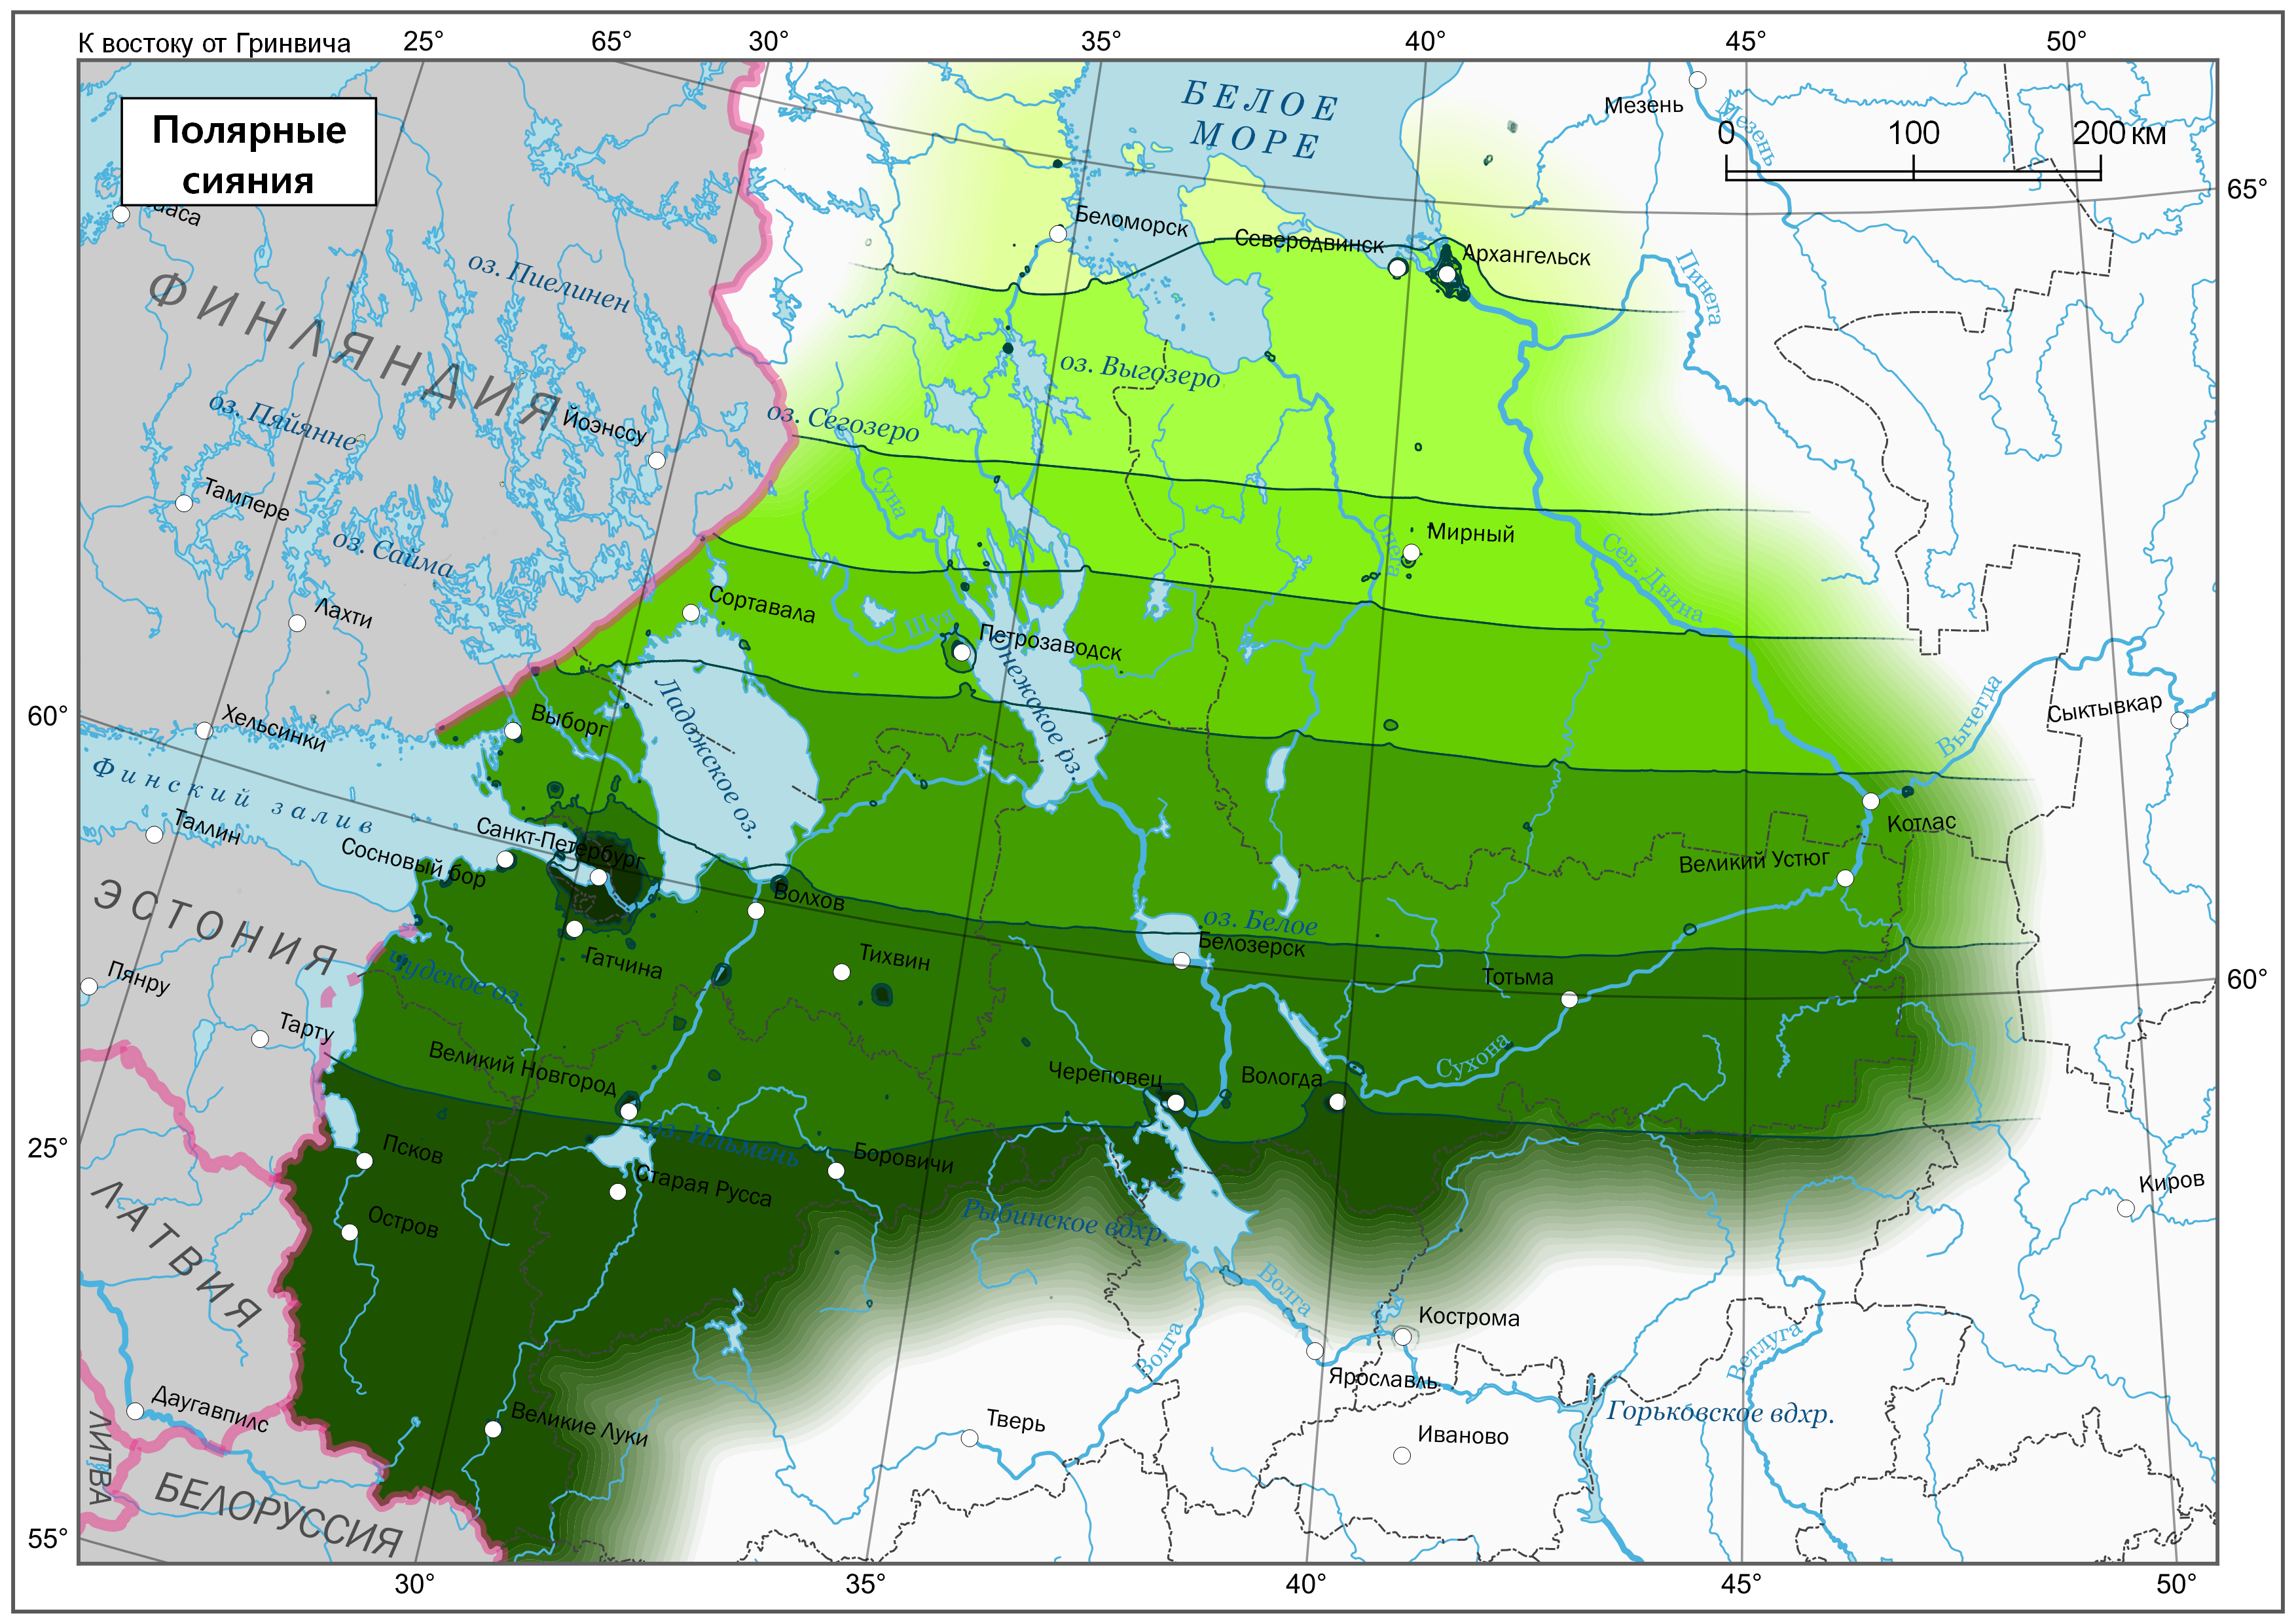 К востоку от Гринвича
25°
65°
30°
35°
40°
45°
50°
Полярные
сияния
БЕЛОЕ
МОРЕ
Мезень
Мезень
0
100
200 км
65°
Беломорск
Северодвинск
Архангельск
Пинега
ФИНЛЯНДИЯ
оз. Пиелинен
оз. Выгозеро
оз. Пяйянне
Йоэнссу
оз. Сегозеро
Тампере
Суна
оз. Сайма
Онега
Мирный
Сев. Двина
Лахти
Сортавала
Шуя
Петрозаводск
Онежское оз.
60°
Хельсинки
Выборг
Ладожское оз.
Сыктывкар
Вычегда
Финский залив
Таллин
Санкт-Петербург
Сосновый бор
Котлас
Великий Устюг
ЭСТОНИЯ
Волхов
оз. Белое
Белозерск
Гатчина
Тихвин
Тотьма
60°
Чудское оз.
Пянру
Тарту
Великий Новгород
Череповец
Вологда
Сухона
25°
Псков
оз. Ильмень
Боровичи
Старая Русса
Киров
ЛАТВИЯ
Остров
Рыбинское вдхр.
Волга
Кострома
Волга
Ярославль
Ветлуга
Даугавпилс
Великие Луки
Тверь
Иваново
Горьковское вдхр.
ЛИТВА
БЕЛОРУССИЯ
55°
30°
35°
40°
45°
50°